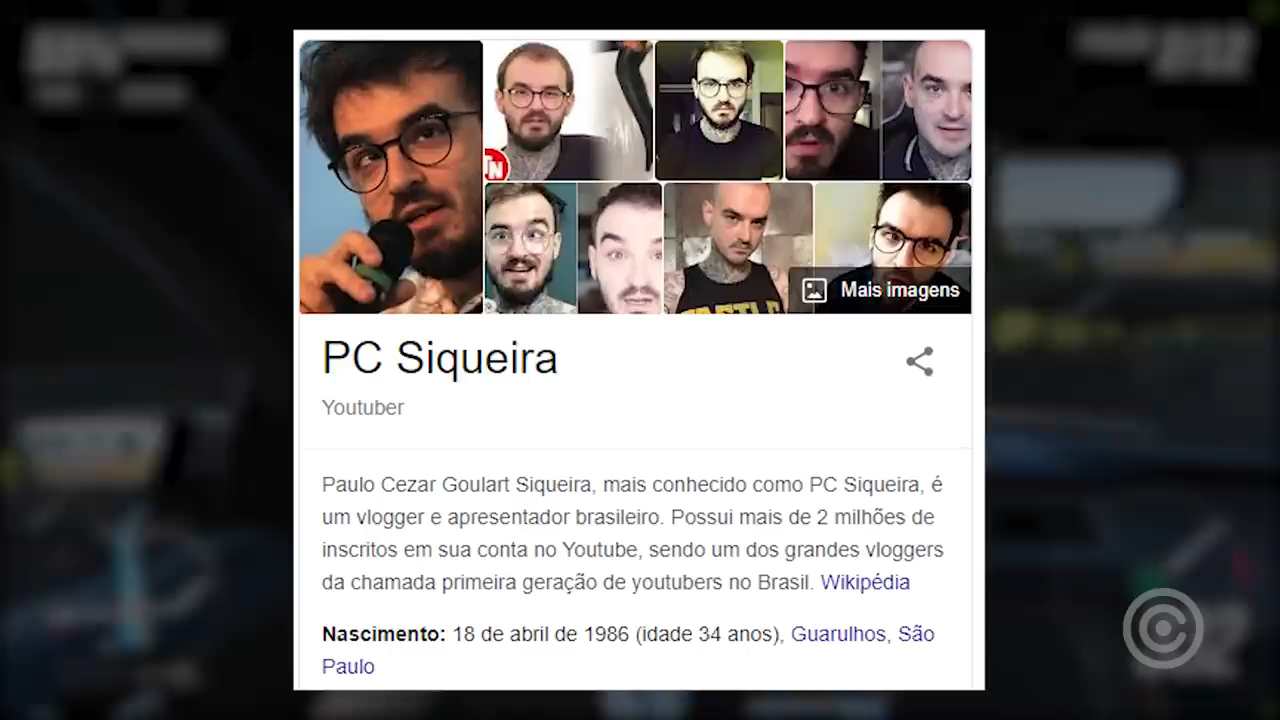 N
CASTLE
Mais imagens
PC Siqueira
Youtuber
Paulo Cezar Goulart Siqueira, mais conhecido como PC Siqueira, é
um vlogger e apresentador brasileiro. Possui mais de 2 milhões de
inscritos em sua conta no Youtube, sendo um dos grandes vloggers
da chamada primeira geração de youtubers no Brasil. Wikipédia
Nascimento: 18 de abril de 1986 (idade 34 anos), Guarulhos, São
Paulo